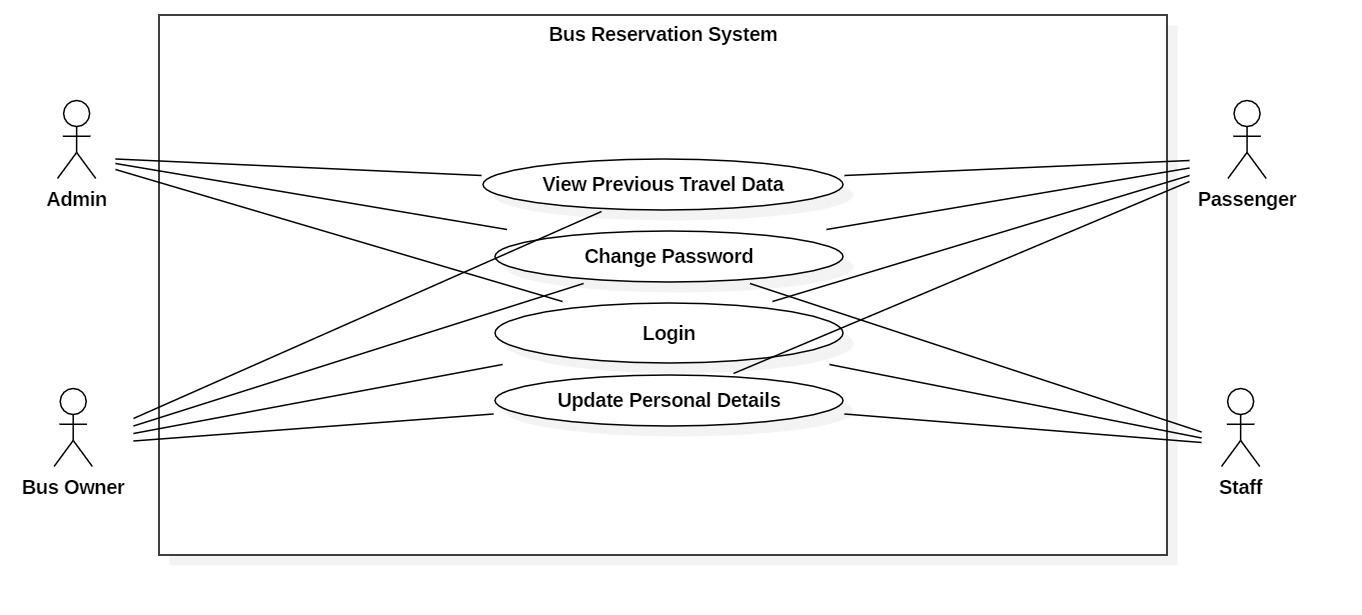 Bus Reservation System
Admin
Passenger
View Previous Travel Data
Change Password
Login
Update Personal Details
Bus Owner
Staff